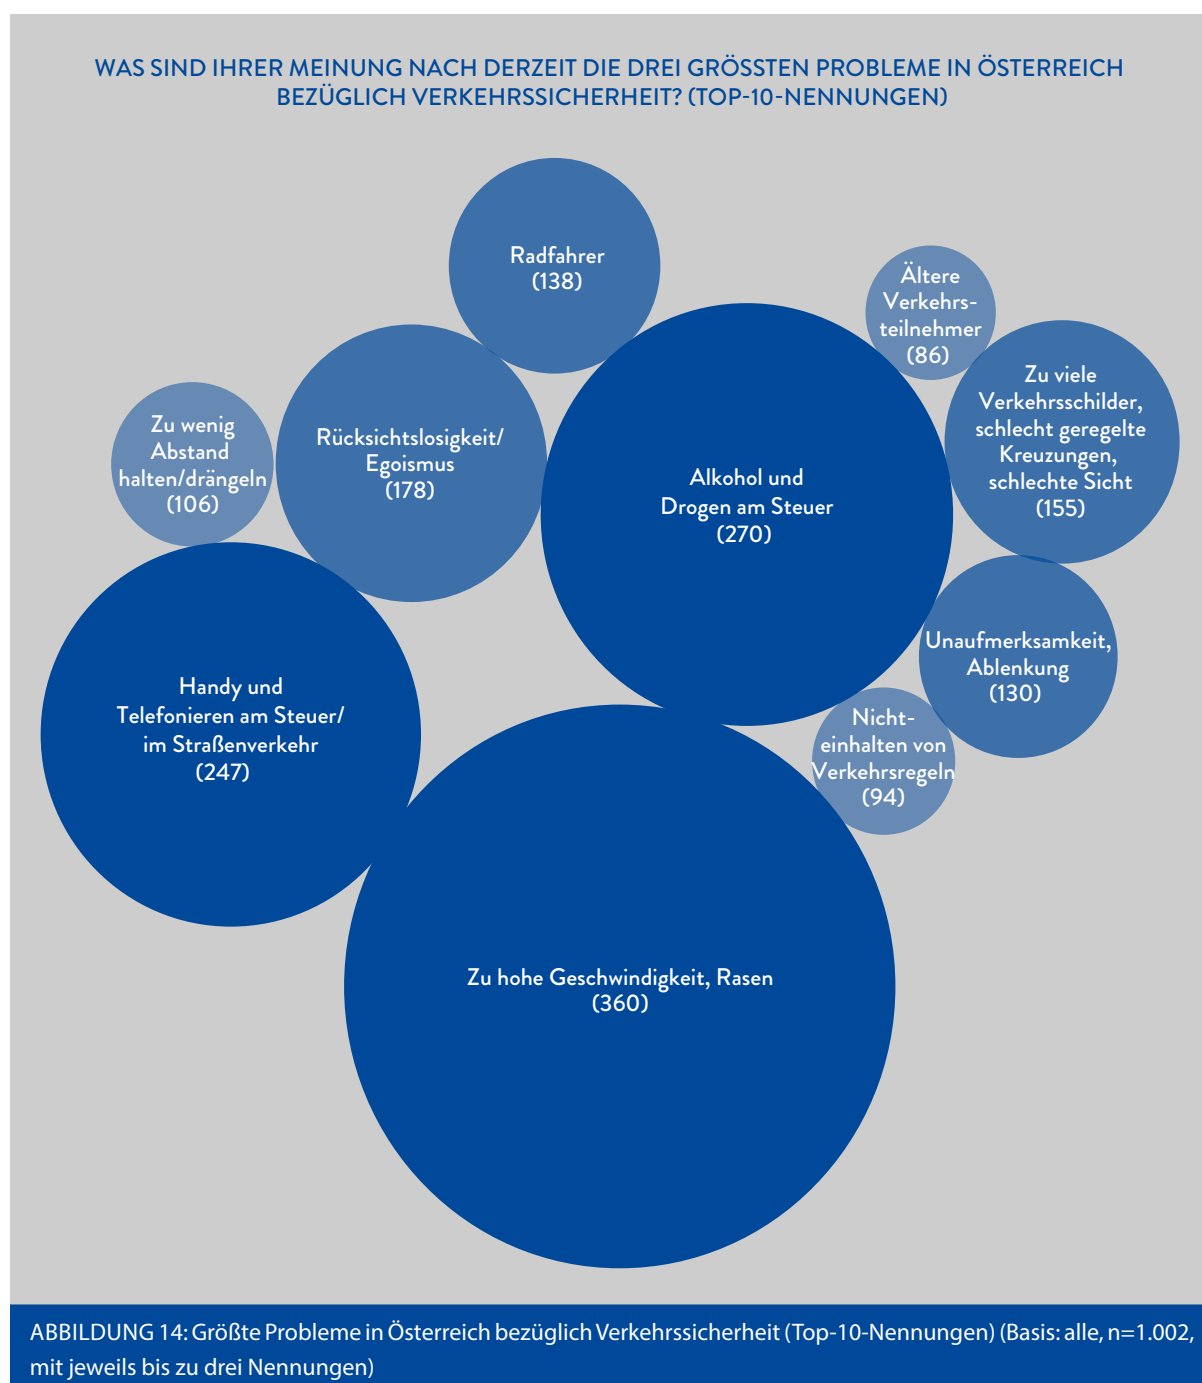 WAS SIND IHRER MEINUNG NACH DERZEIT DIE DREI GRÖSSTEN PROBLEME IN ÖSTERREICH
BEZÜGLICH VERKEHRSSICHERHEIT? (TOP-10-NENNUNGEN)
Radfahrer
(138)
Ältere
Verkehrs-
teilnehmer
(86)
Zu viele
Verkehrsschilder,
schlecht geregelte
Kreuzungen,
schlechte Sicht
(155)
Zu wenig
Abstand
halten/drängeln
(106)
Rücksichtslosigkeit/
Egoismus
(178)
Alkohol und
Drogen am Steuer
(270)
Unaufmerksamkeit,
Ablenkung
(130)
Handy und
Telefonieren am Steuer/
im Straßenverkehr
(247)
Nicht-
einhalten von
Verkehrsregeln
(94)
Zu hohe Geschwindigkeit, Rasen
(360)
ABBILDUNG 14: Größte Probleme in Österreich bezüglich Verkehrssicherheit (Top-10-Nennungen) (Basis: alle, n=1.002,
mit jeweils bis zu drei Nennungen)